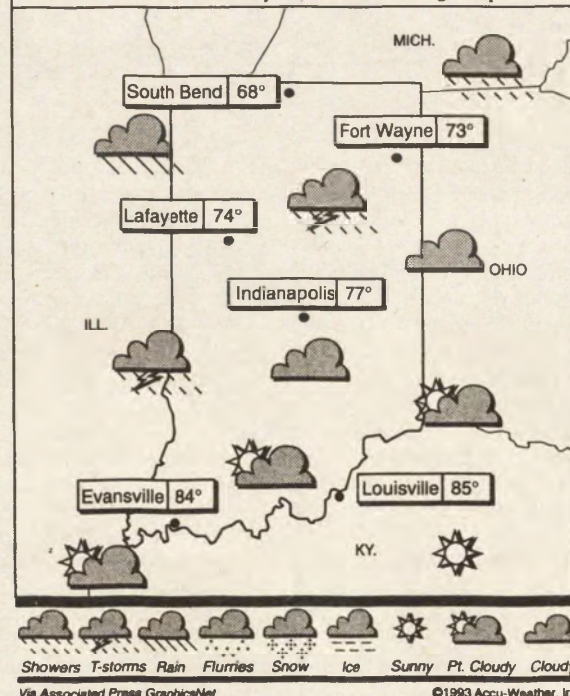 MICH.
South Bend 68°
Fort Wayne 73°
Lafayette 74°
OHIO
Indianapolis 77°
ILL.
Evansville 84°
Louisville 85°
KY.
Showers T-storms Rain Flurries Snow Ice Sunny Pt. Cloudy Cloudy
Via Associated Press GraphicsNet ©1993 Accu-Weather, In